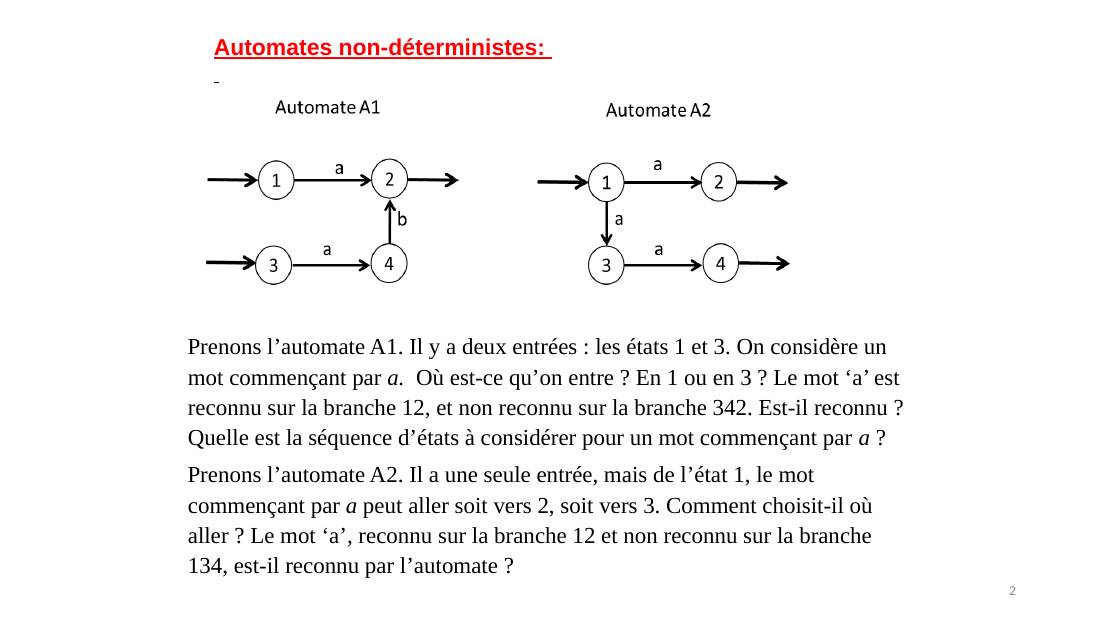 Automates non-déterministes:
Automate A1
Automate A2
1 a 2
b
3 a 4
1 a 2
a
3 a 4
Prenons l’automate A1. Il y a deux entrées : les états 1 et 3. On considère un
mot commençant par a. Où est-ce qu’on entre ? En 1 ou en 3 ? Le mot ‘a’ est
reconnu sur la branche 12, et non reconnu sur la branche 342. Est-il reconnu ?
Quelle est la séquence d’états à considérer pour un mot commençant par a ?
Prenons l’automate A2. Il a une seule entrée, mais de l’état 1, le mot
commençant par a peut aller soit vers 2, soit vers 3. Comment choisit-il où
aller ? Le mot ‘a’, reconnu sur la branche 12 et non reconnu sur la branche
134, est-il reconnu par l’automate ?
2